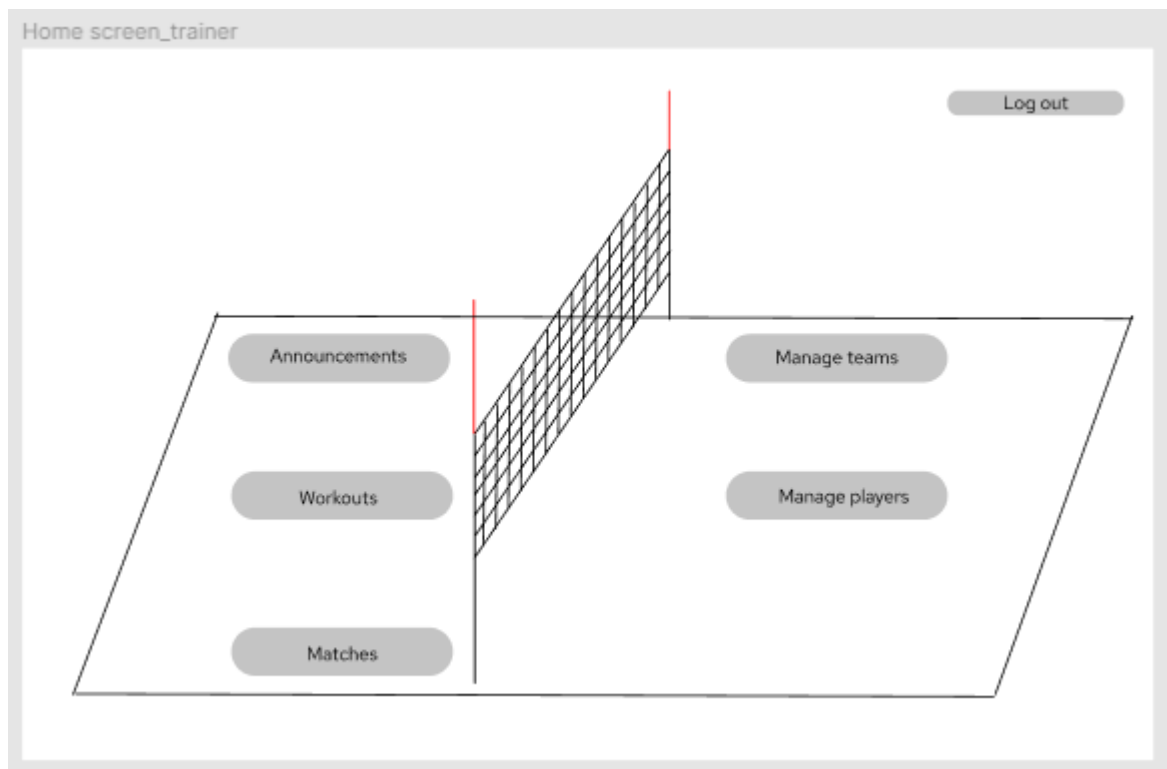 Home screen_trainer
Log out
Announcements
Manage teams
Workouts
Manage players
Matches